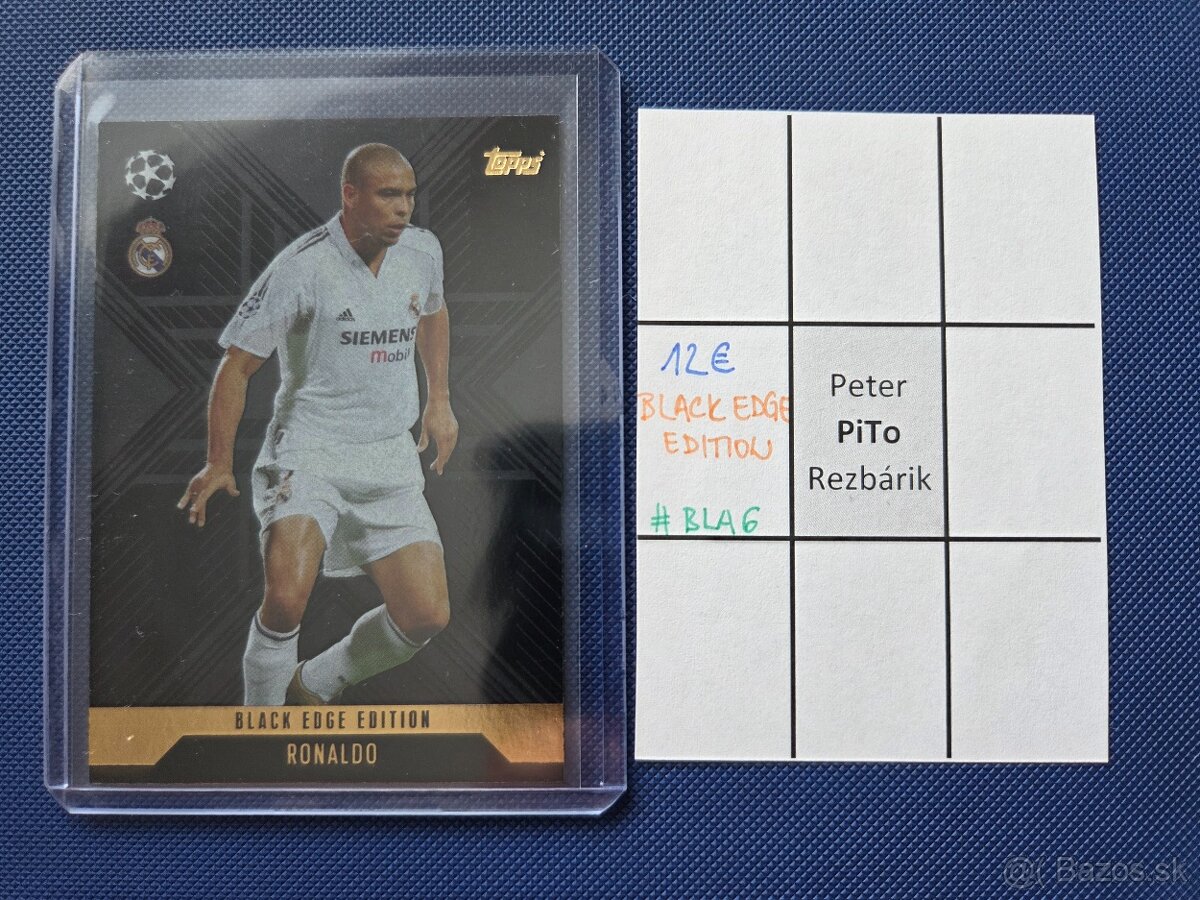 topps
SIEMENS
mobil
BLACK EDGE EDITION
RONALDO
12€
BLACK EDGE
EDITION
#BLA6
Peter
PiTo
Rezbárik
@( Bazos.sk